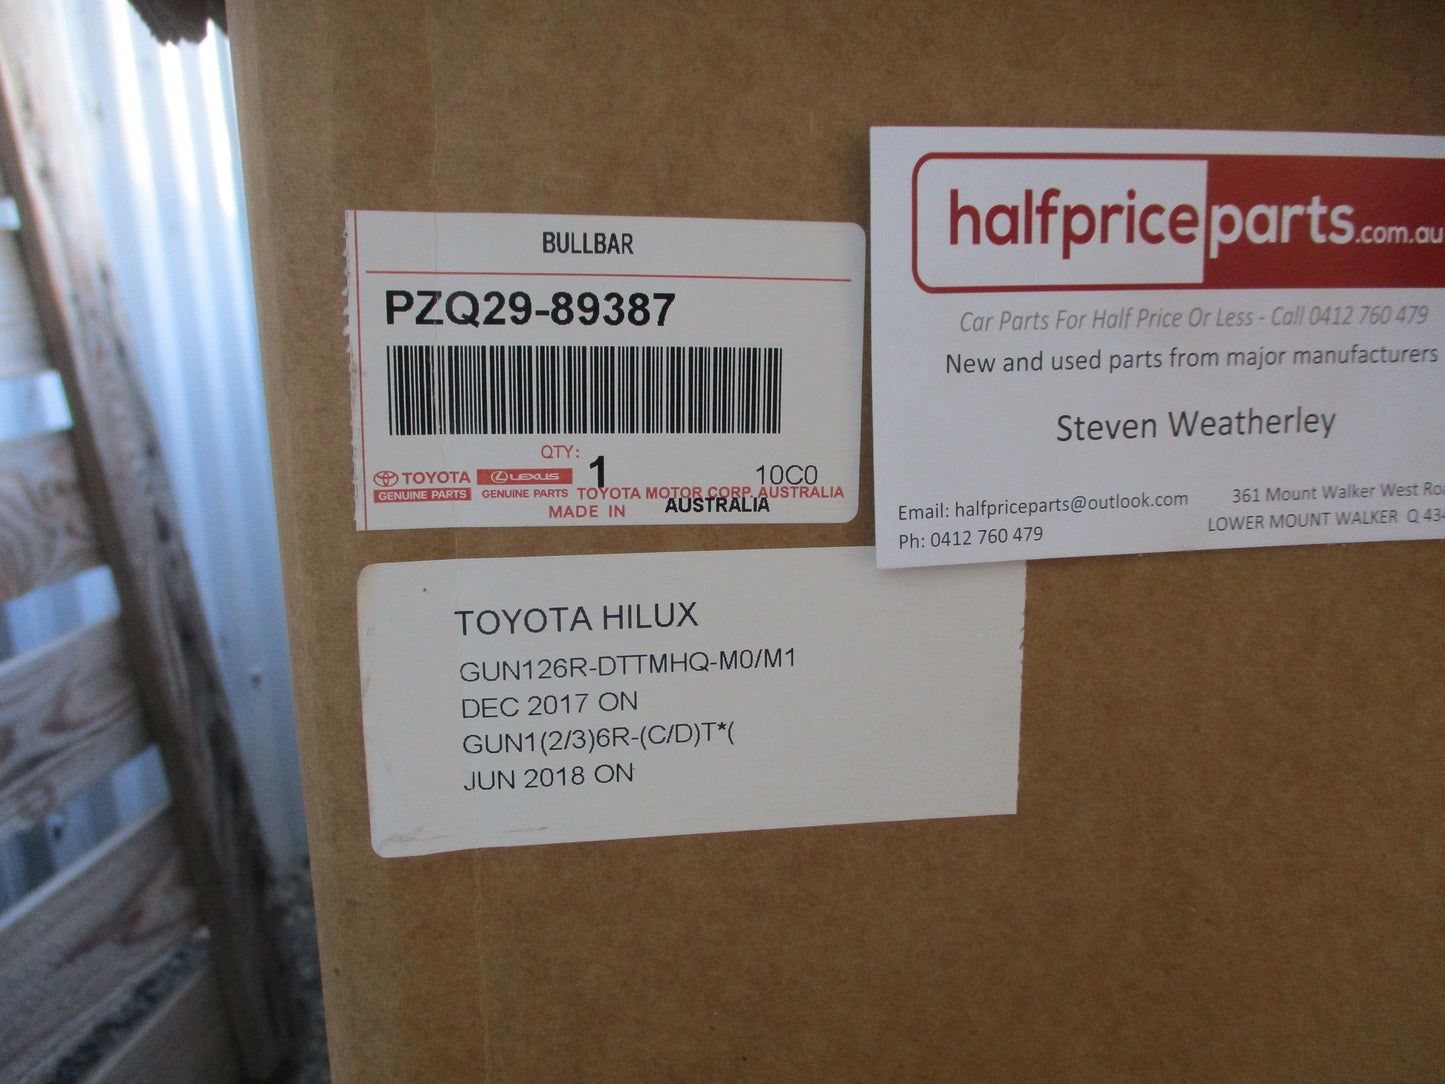 BULLBAR
PZQ29-89387
QTY: 1
10C0
TOYOTA
GENUINE PARTS
LEXUS
GENUINE PARTS
TOYOTA MOTOR CORP. AUSTRALIA
MADE IN AUSTRALIA
halfpriceparts.com.au
Car Parts For Half Price Or Less - Call 0412 760 479
New and used parts from major manufacturers
Steven Weatherley
Email: halfpriceparts@outlook.com
Ph: 0412 760 479
361 Mount Walker West
LOWER MOUNT WALKER Q
TOYOTA HILUX
GUN126R-DTTMHQ-M0/M1
DEC 2017 ON
GUN1(2/3)6R-(C/D)T*(
JUN 2018 ON